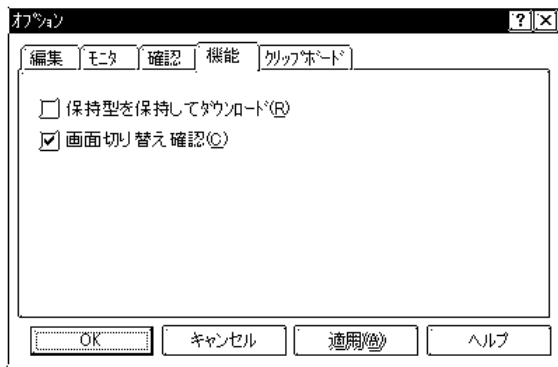 ｵﾌﾟｼｮﾝ
編集 ﾓﾆﾀ 確認 機能 ｸﾘｯﾌﾟﾎﾞｰﾄﾞ
保持型を保持してﾀﾞｳﾝﾛｰﾄﾞ(R)
画面切り替え確認(C)
OK キャンセル 適用(A) ヘルプ